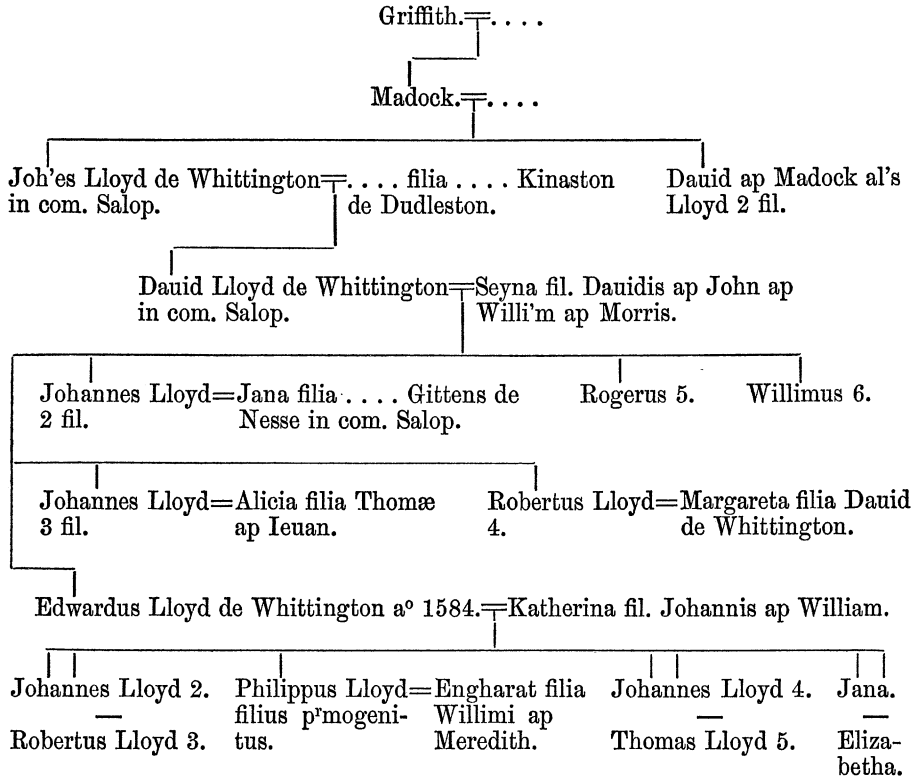 Griffith.=. . . .
Madock.=. . . .
Joh'es Lloyd de Whittington=. . . . filia . . . . Kinaston Dauid ap Madock al's
in com. Salop. de Dudleston. Lloyd 2 fil.
Dauid Lloyd de Whittington=Seyna fil. Dauidis ap John ap
in com. Salop. Willi'm ap Morris.
Johannes Lloyd=Jana filia . . . . Gittens de Rogerus 5. Willimus 6.
2 fil. Nesse in com. Salop.
Johannes Lloyd=Alicia filia Thomæ Robertus Lloyd=Margareta filia Dauid
3 fil. ap Ieuan. 4. de Whittington.
Edwardus Lloyd de Whittington aº 1584.=Katherina fil. Johannis ap William.
Johannes Lloyd 2. Philippus Lloyd=Engharat filia Johannes Lloyd 4. Jana.
— filius pʳmogeni- Willimi ap — —
Robertus Lloyd 3. tus. Meredith. Thomas Lloyd 5. Eliza-
betha.